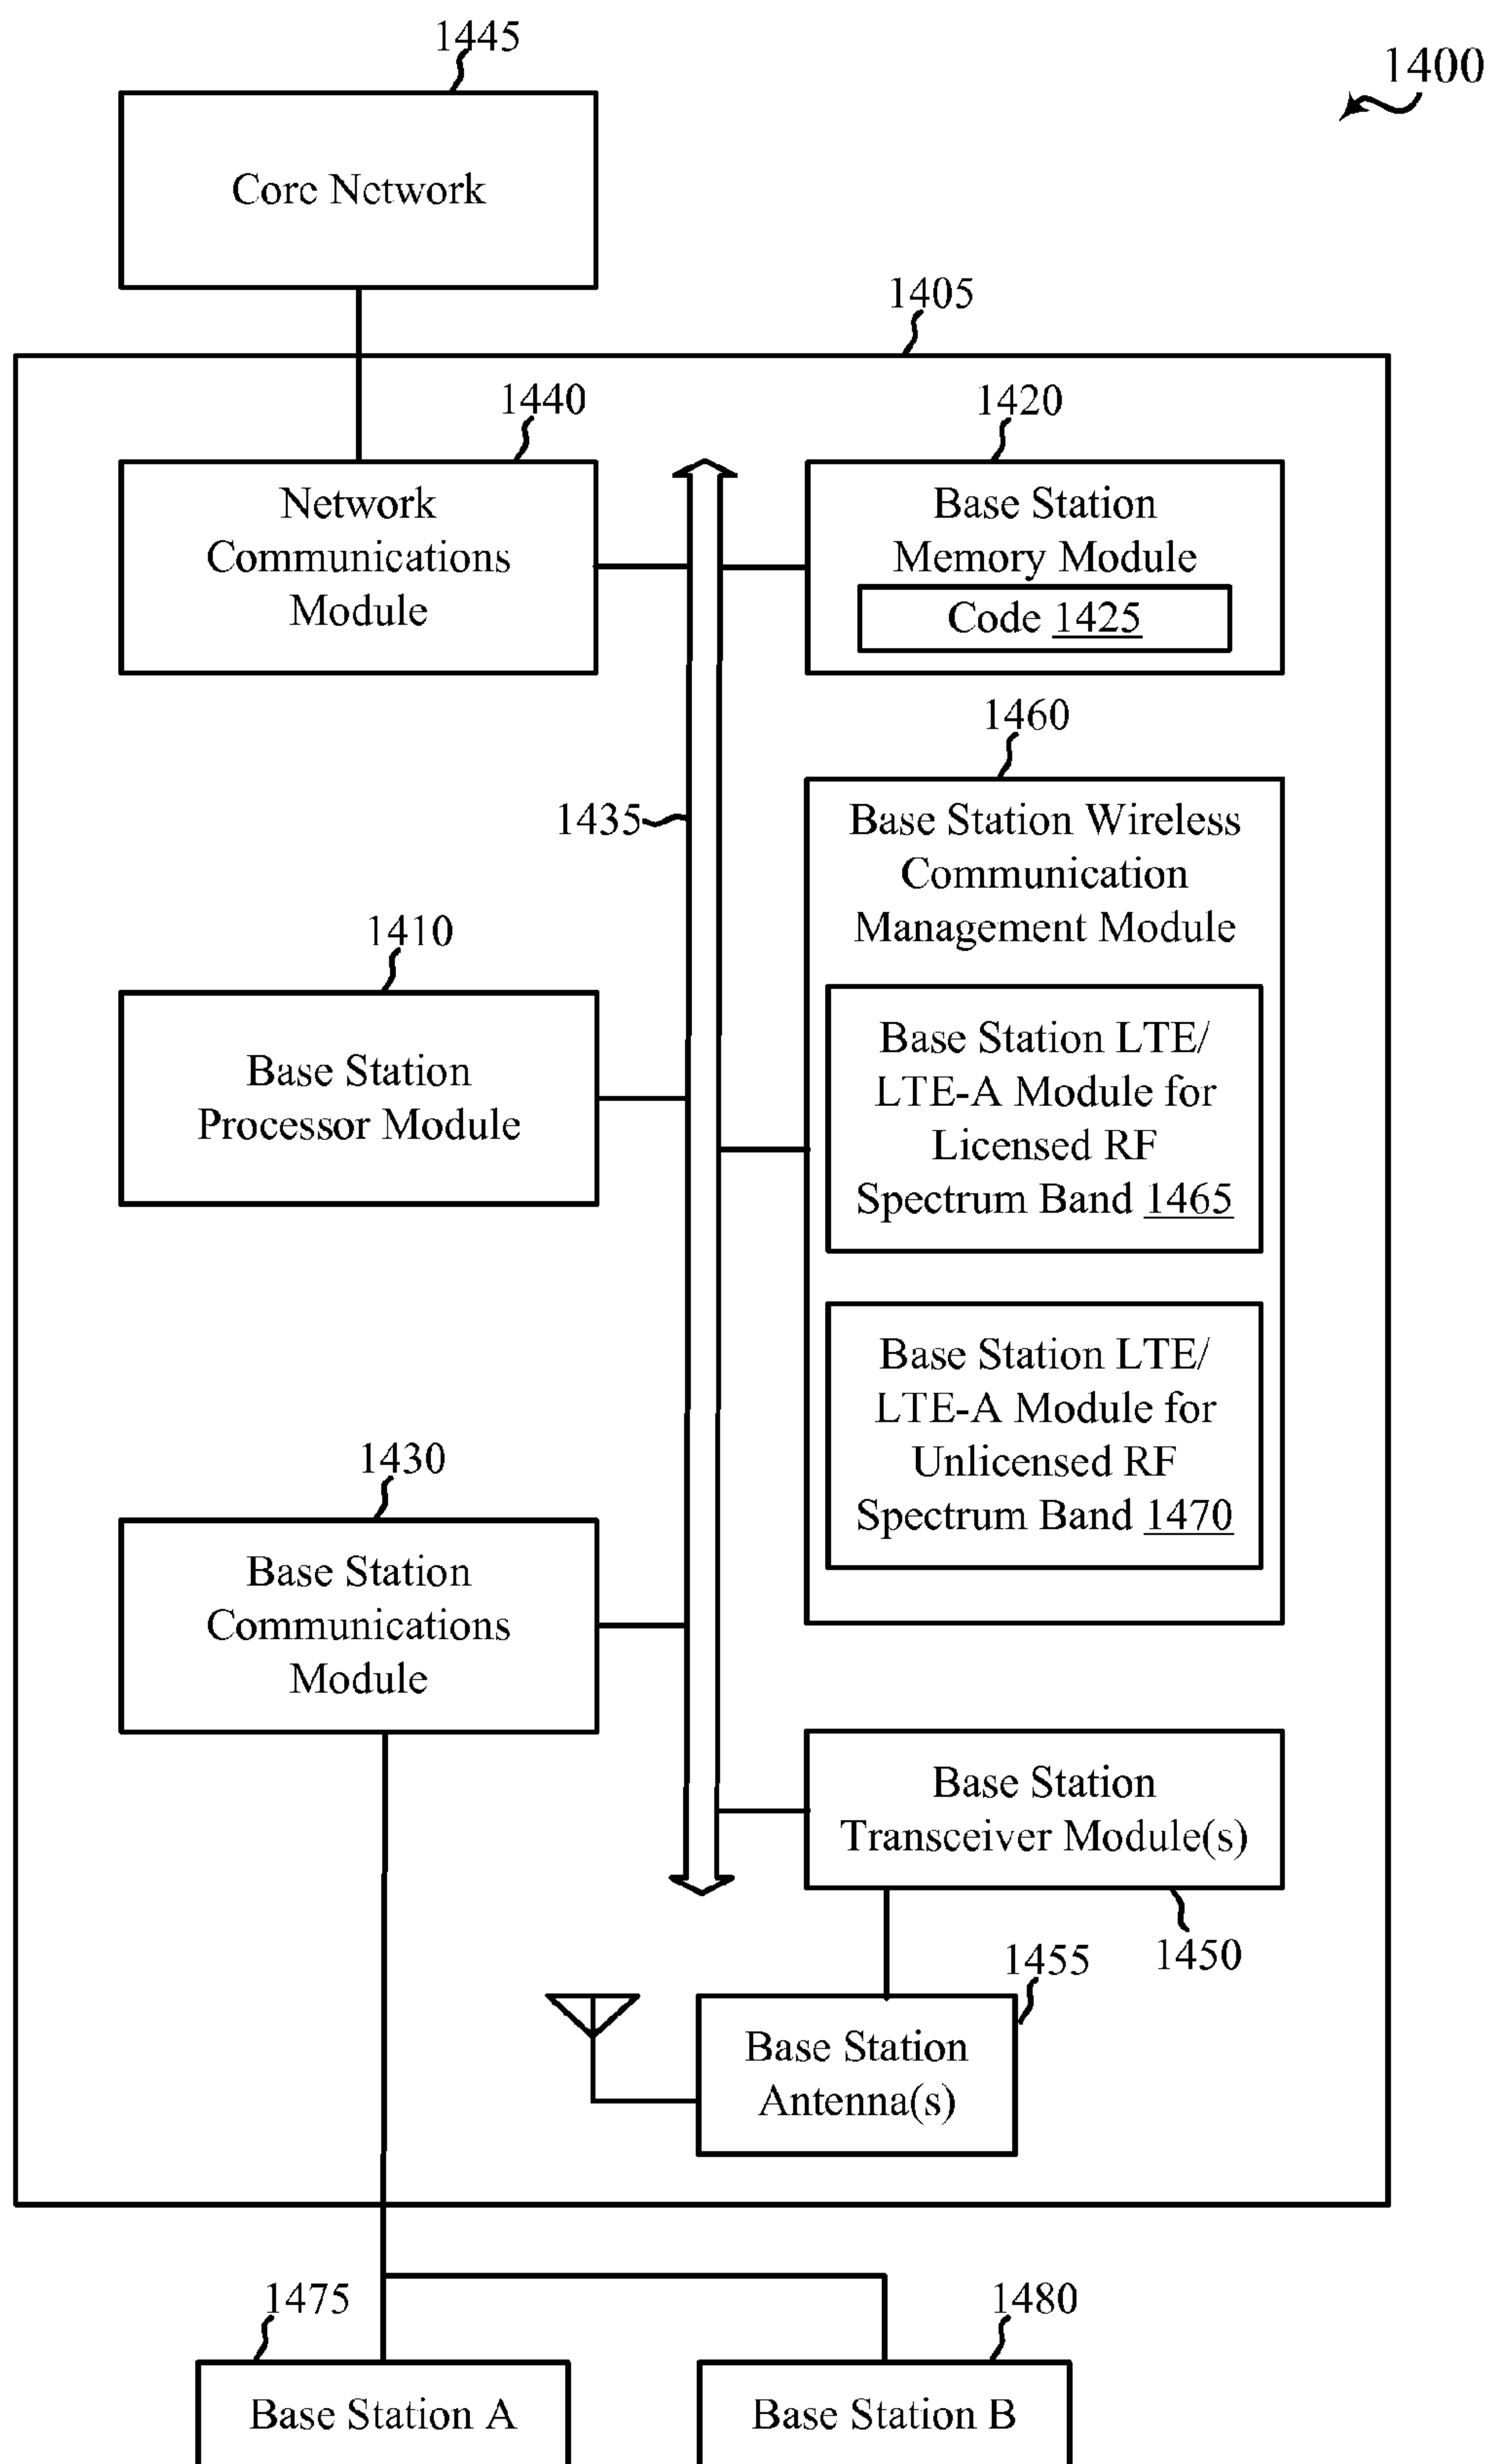 1445
1400
Core Network
1405
1440
1420
Network
Communications
Module
Base Station
Memory Module
Code 1425
1460
1435
Base Station Wireless
Communication
Management Module
1410
Base Station
Processor Module
Base Station LTE/
LTE-A Module for
Licensed RF
Spectrum Band 1465
Base Station LTE/
LTE-A Module for
Unlicensed RF
Spectrum Band 1470
1430
Base Station
Communications
Module
Base Station
Transceiver Module(s)
1450
1455
Base Station
Antenna(s)
1475
1480
Base Station A
Base Station B